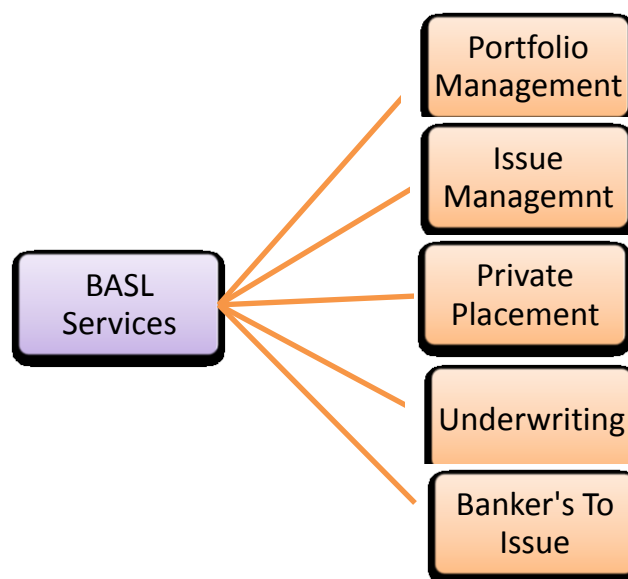 Portfolio
Management
Issue
Managemnt
BASL
Services
Private
Placement
Underwriting
Banker's To
Issue